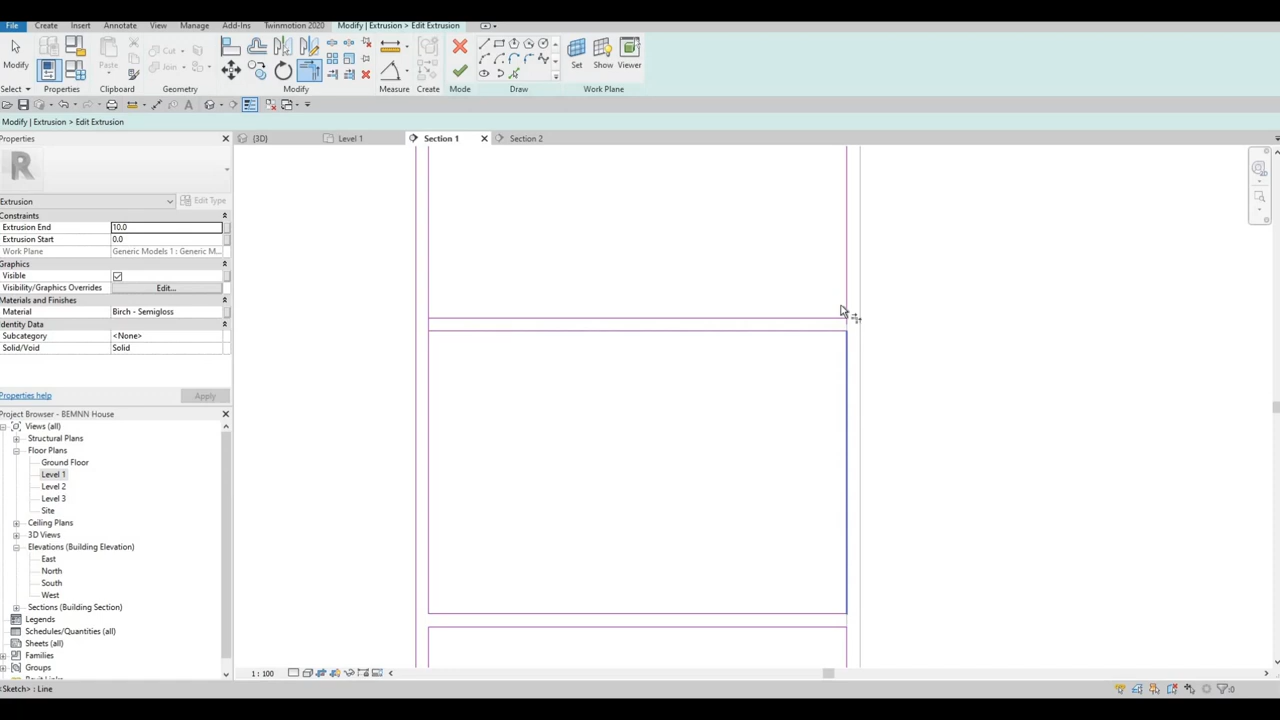 File Create Insert Annotate View Manage Add-Ins Twinmotion 2020 Modify | Extrusion > Edit Extrusion
Modify
Paste
Cut
Join
Select Properties Clipboard Geometry Modify Measure Create Mode Draw Work Plane
Set Show Viewer
Modify | Extrusion > Edit Extrusion
Properties
{3D} Level 1 Section 1 Section 2
R
Extrusion Edit Type
Constraints
Extrusion End 10.0
Extrusion Start 0.0
Work Plane Generic Models 1 : Generic M...
Graphics
Visible
Visibility/Graphics Overrides Edit...
Materials and Finishes
Material Birch - Semigloss
Identity Data
Subcategory <None>
Solid/Void Solid
Properties help Apply
Project Browser - BEMNN House
Views (all)
Structural Plans
Floor Plans
Ground Floor
Level 1
Level 2
Level 3
Site
Ceiling Plans
3D Views
Elevations (Building Elevation)
East
North
South
West
Sections (Building Section)
Legends
Schedules/Quantities (all)
Sheets (all)
Families
Groups
1 : 100
<Sketch> : Line
:0